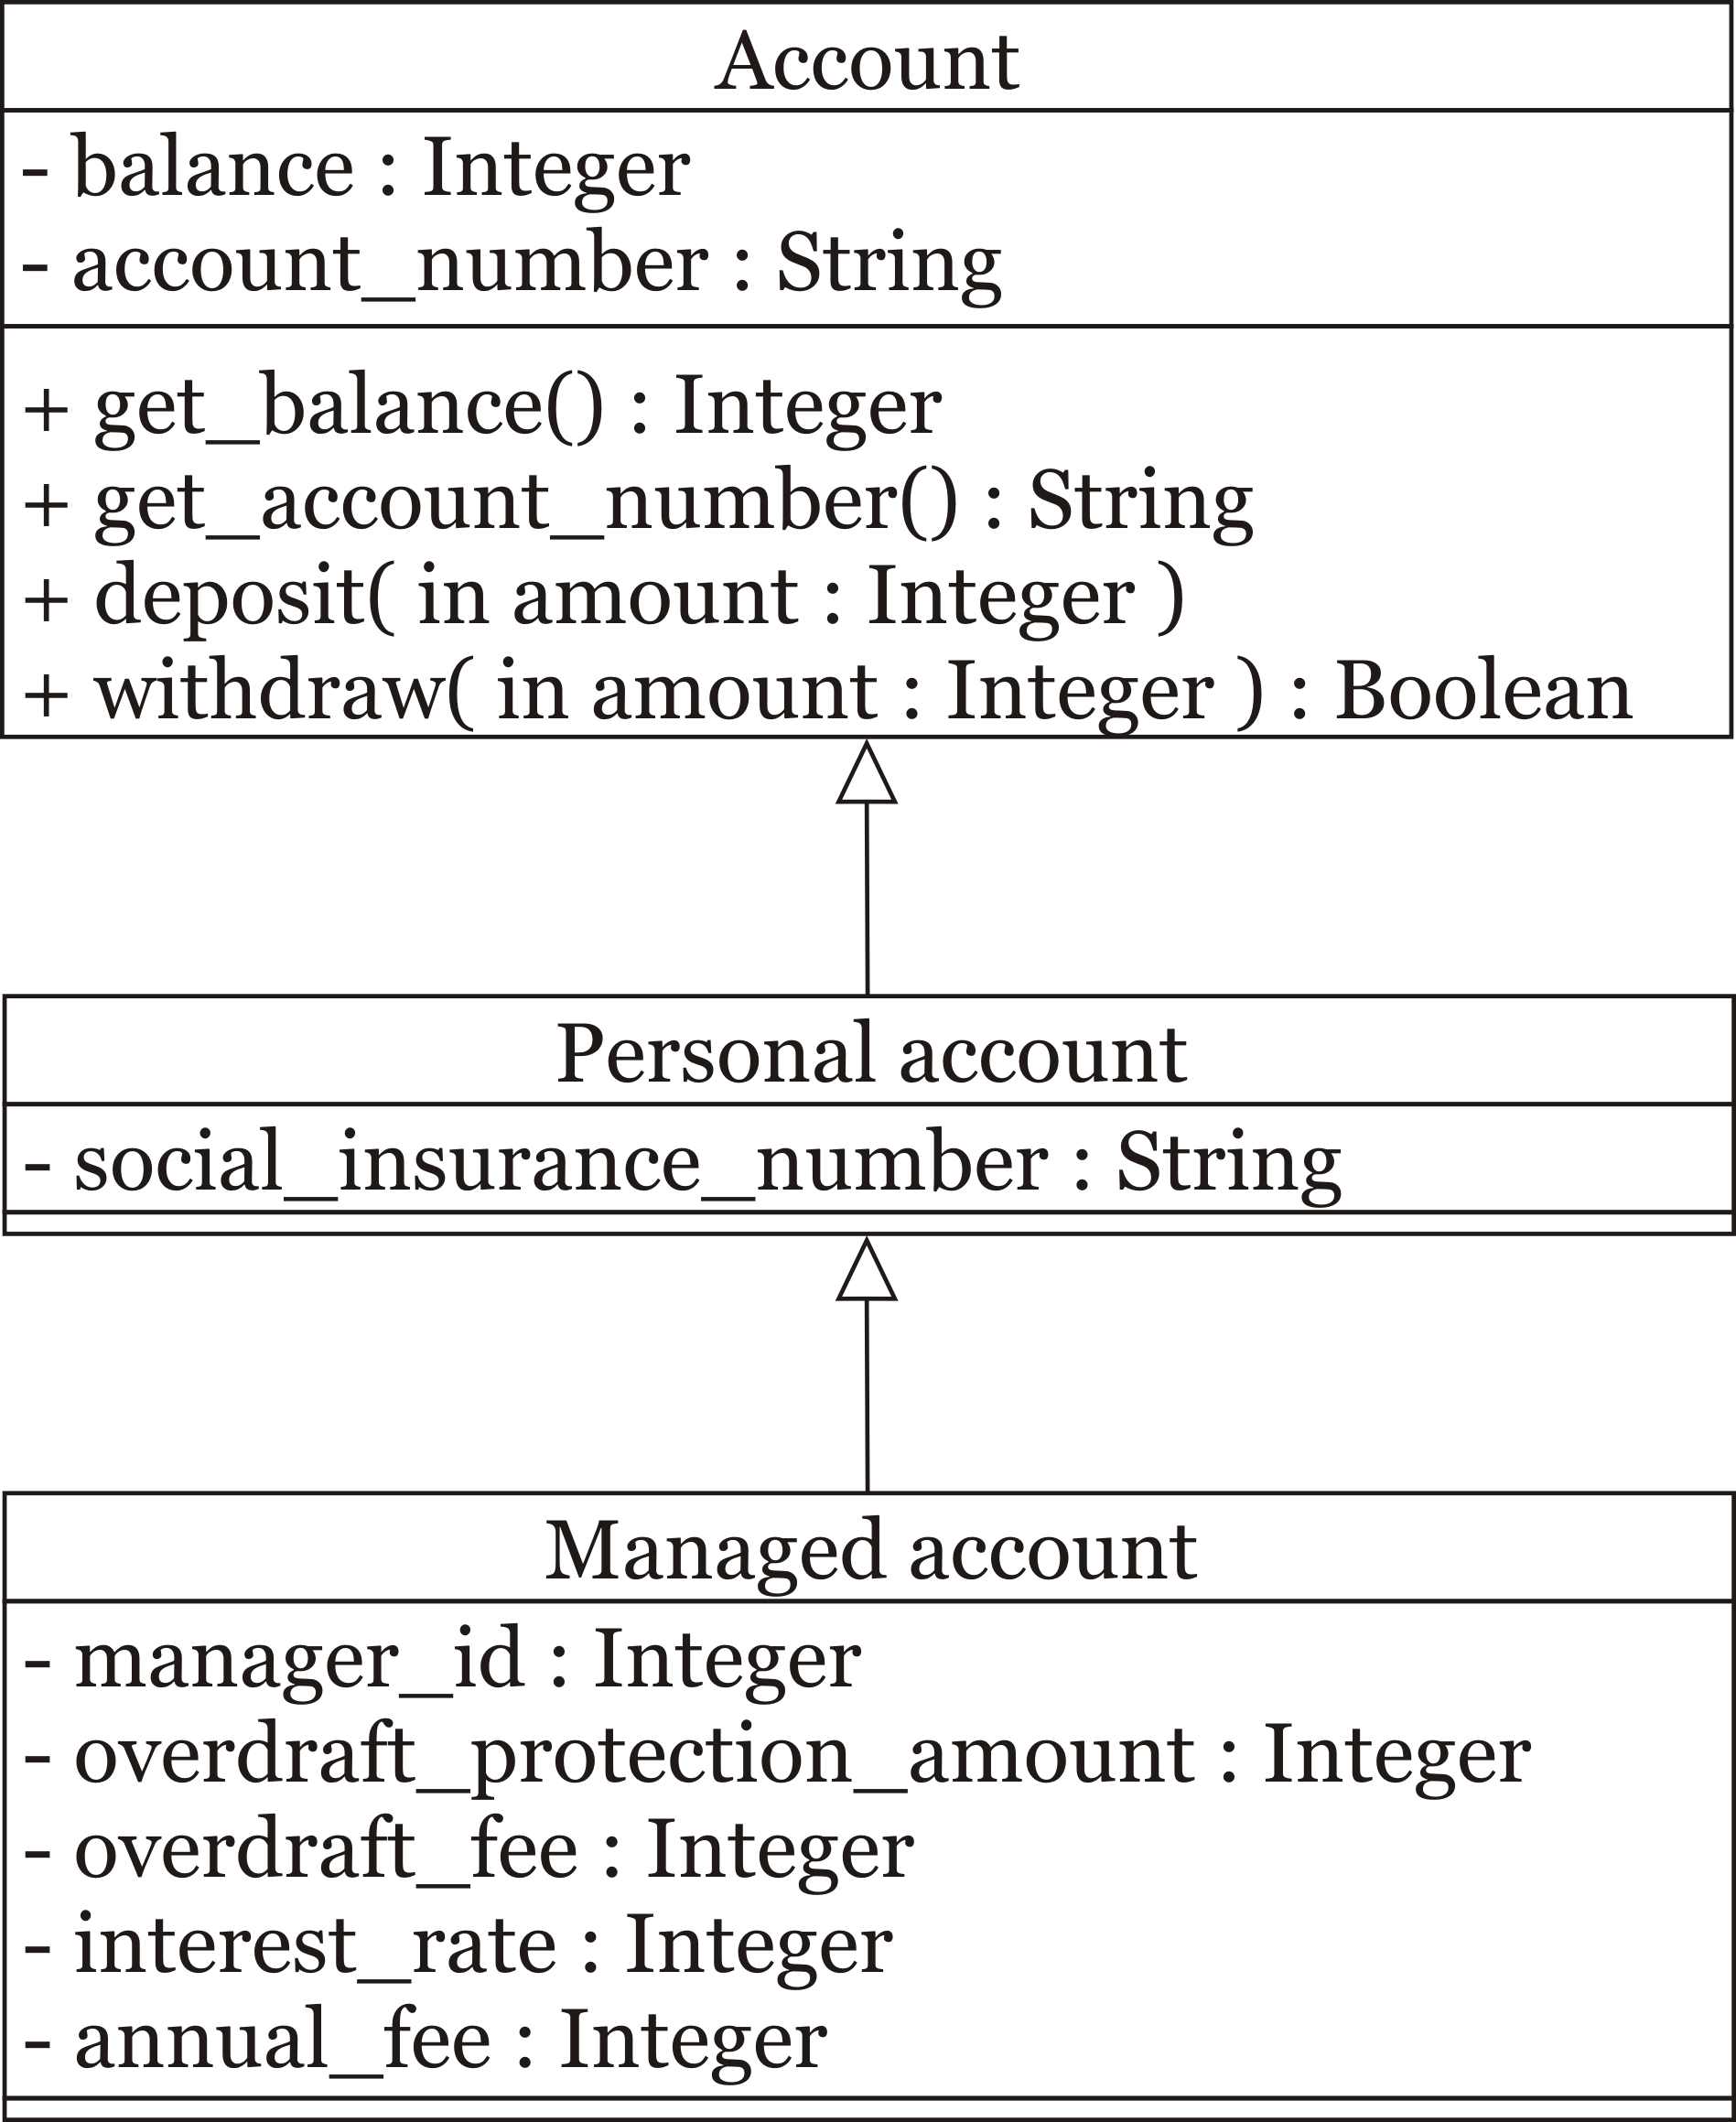 Account
- balance : Integer
- account_number : String
+ get_balance() : Integer
+ get_account_number() : String
+ deposit( in amount : Integer )
+ withdraw( in amount : Integer ) : Boolean
Personal account
- social_insurance_number : String
Managed account
- manager_id : Integer
- overdraft_protection_amount : Integer
- overdraft_fee : Integer
- interest_rate : Integer
- annual_fee : Integer